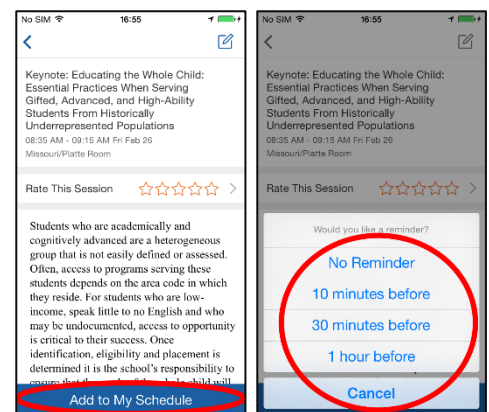 No SIM 16:55
Keynote: Educating the Whole Child:
Essential Practices When Serving
Gifted, Advanced, and High-Ability
Students From Historically
Underrepresented Populations
08:35 AM - 09:15 AM Fri Feb 26
Missouri/Platte Room
Rate This Session
Students who are academically and
cognitively advanced are a heterogeneous
group that is not easily defined or assessed.
Often, access to programs serving these
students depends on the area code in which
they reside. For students who are low-
income, speak little to no English and who
may be undocumented, access to opportunity
is critical to their success. Once
identification, eligibility and placement is
determined it is the school's responsibility to
Add to My Schedule
No SIM 16:55
Keynote: Educating the Whole Child:
Essential Practices When Serving
Gifted, Advanced, and High-Ability
Students From Historically
Underrepresented Populations
08:35 AM - 09:15 AM Fri Feb 26
Missouri/Platte Room
Rate This Session
Would you like a reminder?
No Reminder
10 minutes before
30 minutes before
1 hour before
Cancel